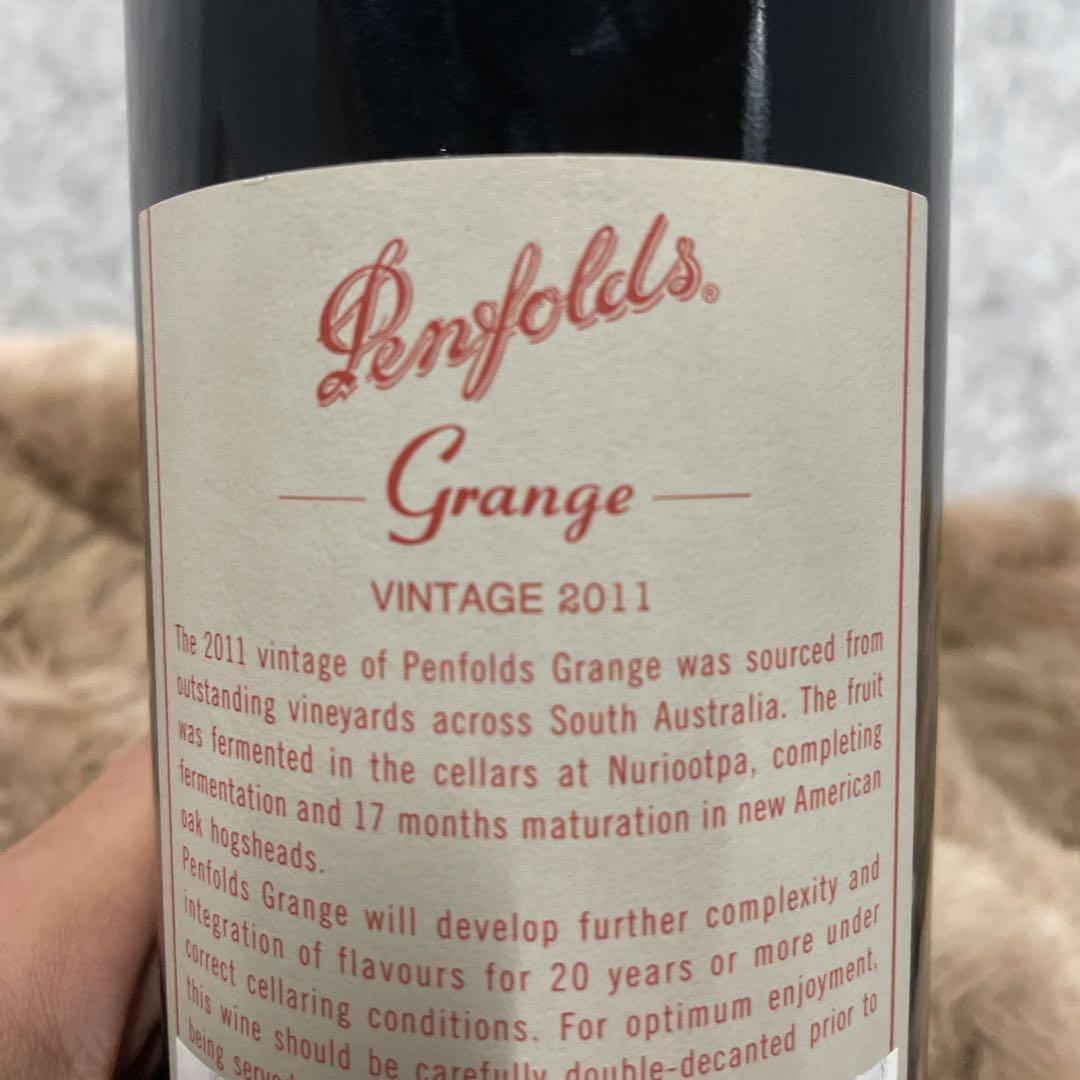 Penfolds®
Grange
VINTAGE 2011
The 2011 vintage of Penfolds Grange was sourced from
outstanding vineyards across South Australia. The fruit
was fermented in the cellars at Nuriootpa, completing
fermentation and 17 months maturation in new American
oak hogsheads.
Penfolds Grange will develop further complexity and
integration of flavours for 20 years or more under
correct cellaring conditions. For optimum enjoyment,
this wine should be carefully double-decanted prior to
being